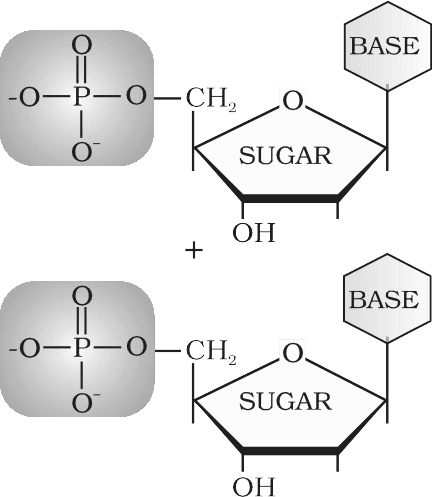 O BASE
-O P O CH₂ O
O⁻ SUGAR
OH
+
O BASE
-O P O CH₂ O
O⁻ SUGAR
OH